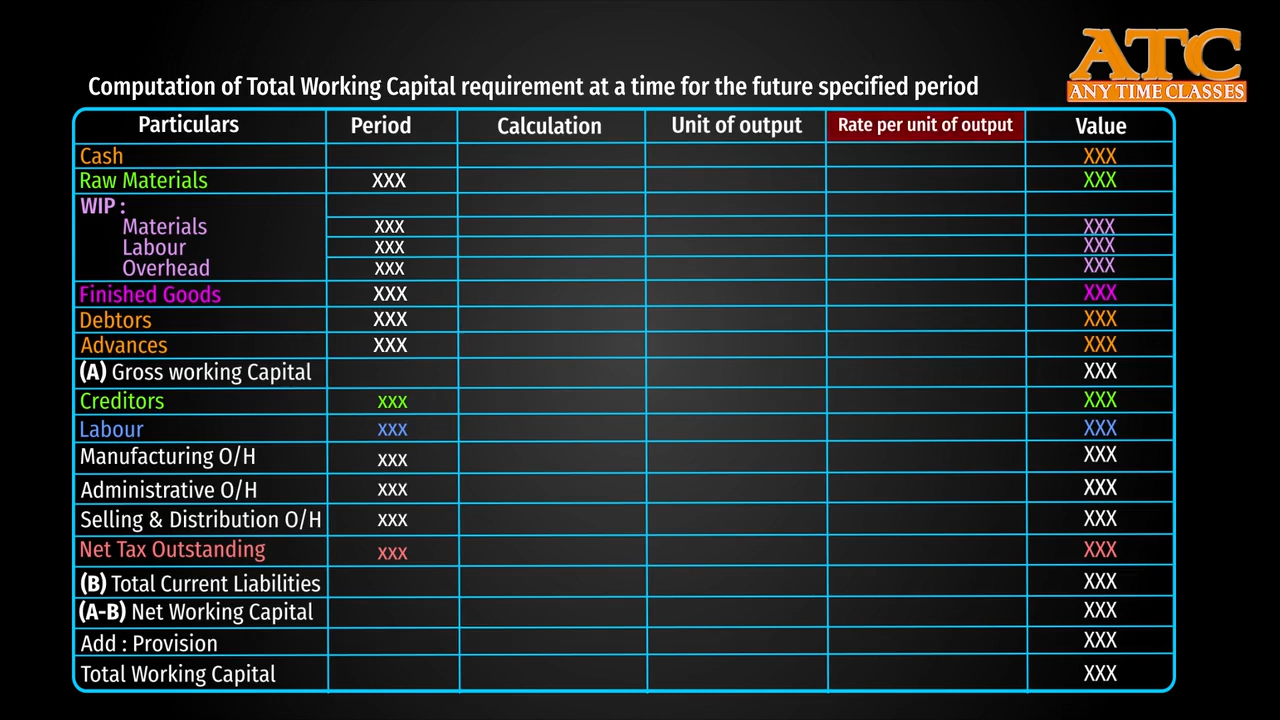 ATC
ANY TIME CLASSES
Computation of Total Working Capital requirement at a time for the future specified period
Particulars Period Calculation Unit of output Rate per unit of output Value
Cash XXX
Raw Materials XXX XXX
WIP :
Materials XXX XXX
Labour XXX XXX
Overhead XXX XXX
Finished Goods XXX XXX
Debtors XXX XXX
Advances XXX XXX
(A) Gross working Capital XXX
Creditors XXX XXX
Labour XXX XXX
Manufacturing O/H XXX XXX
Administrative O/H XXX XXX
Selling & Distribution O/H XXX XXX
Net Tax Outstanding XXX XXX
(B) Total Current Liabilities XXX
(A-B) Net Working Capital XXX
Add : Provision XXX
Total Working Capital XXX